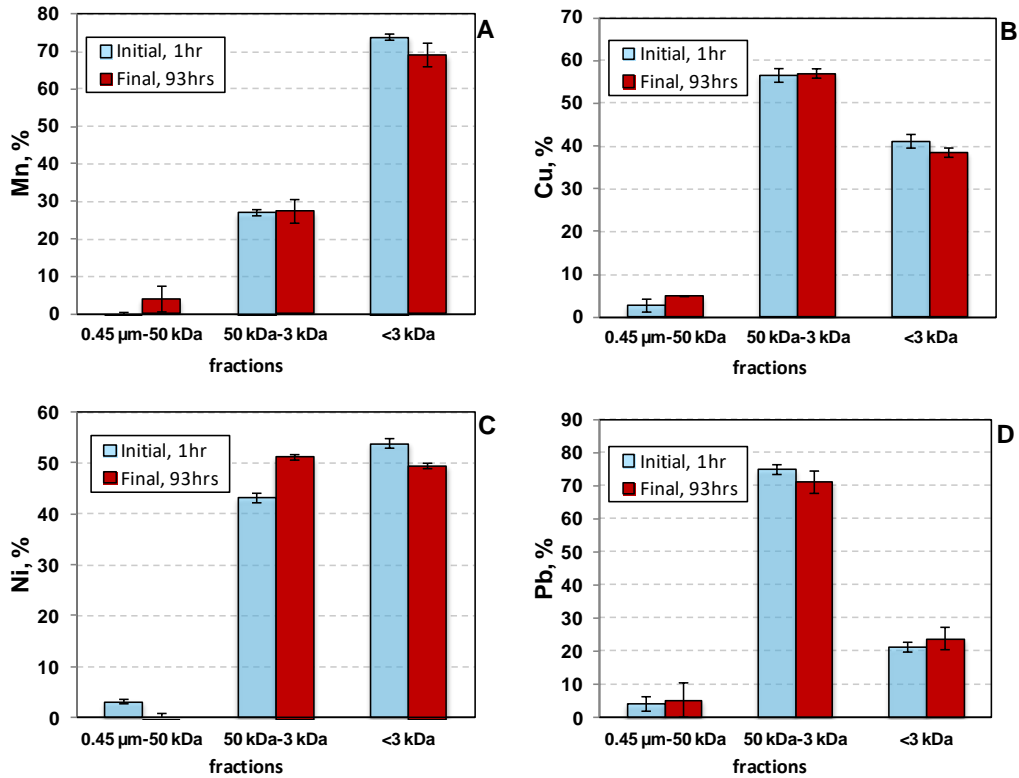 A
Mn, %
80
70
60
50
40
30
20
10
0
Initial, 1hr
Final, 93hrs
0.45 µm-50 kDa 50 kDa-3 kDa <3 kDa
fractions
B
Cu, %
70
60
50
40
30
20
10
0
Initial, 1hr
Final, 93hrs
0.45 µm-50 kDa 50 kDa-3 kDa <3 kDa
fractions
C
Ni, %
60
50
40
30
20
10
0
Initial, 1hr
Final, 93hrs
0.45 µm-50 kDa 50 kDa-3 kDa <3 kDa
fractions
D
Pb, %
90
80
70
60
50
40
30
20
10
0
Initial, 1hr
Final, 93hrs
0.45 µm-50 kDa 50 kDa-3 kDa <3 kDa
fractions